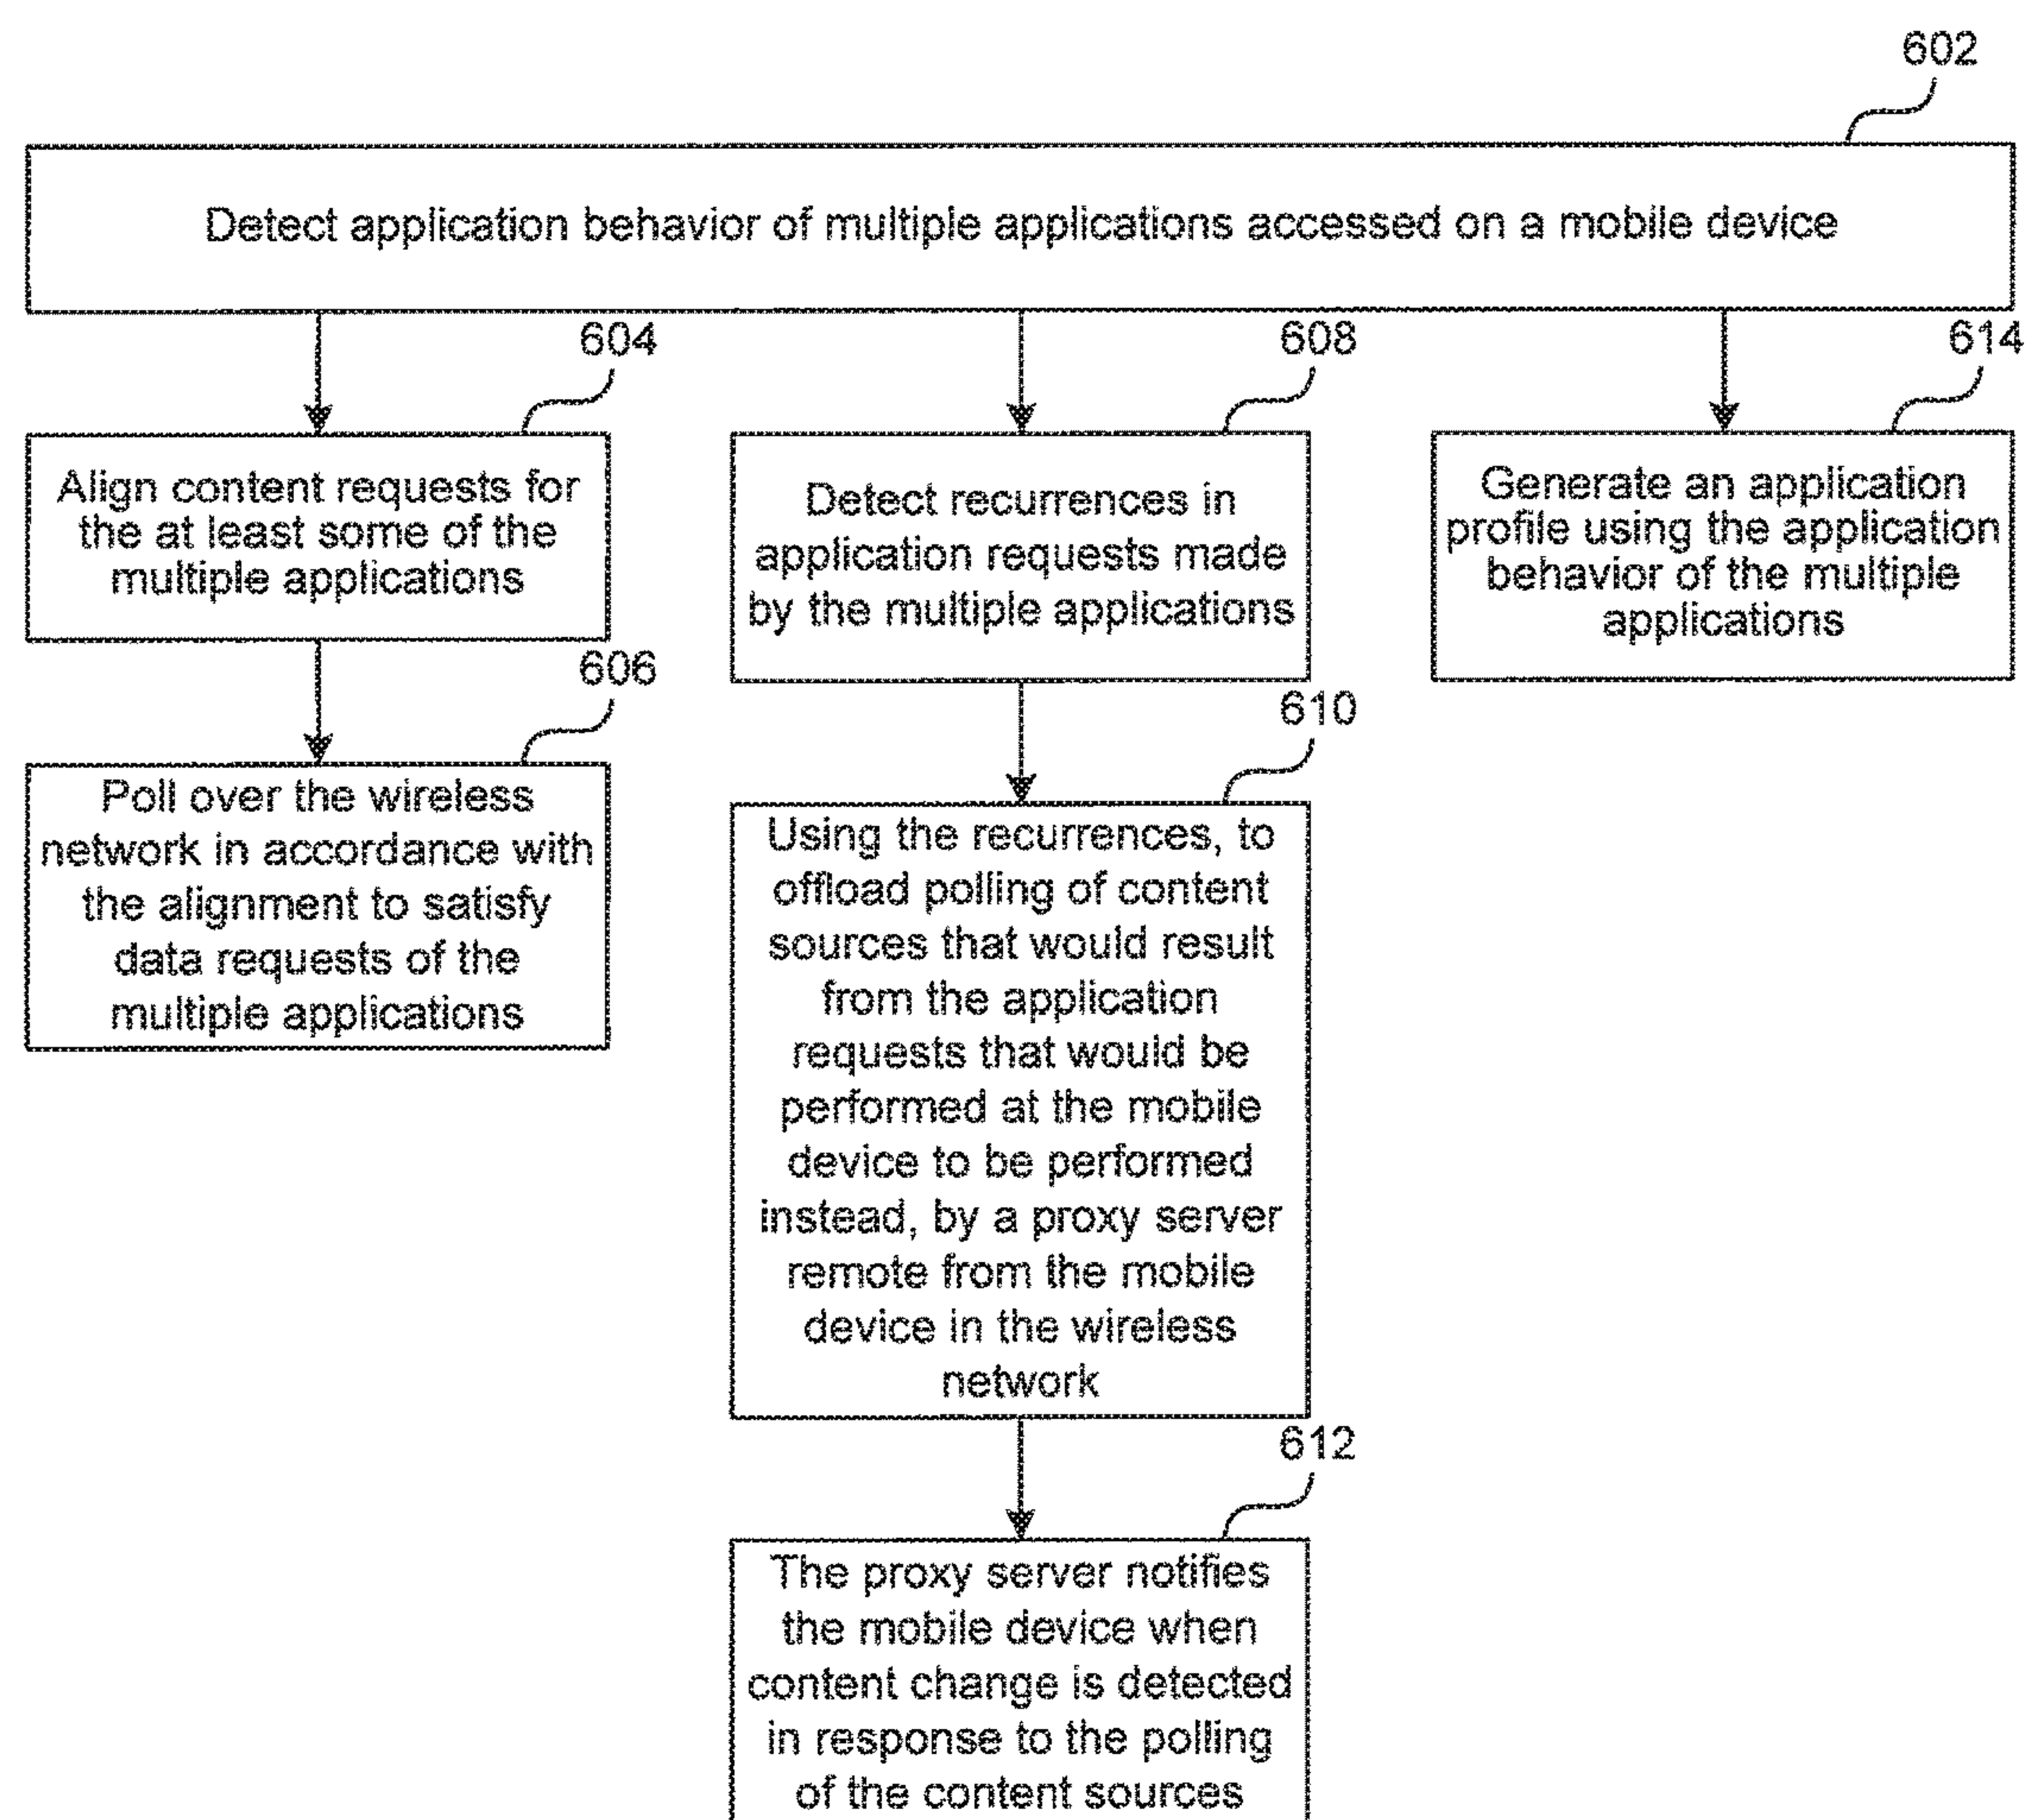 602
Detect application behavior of multiple applications accessed on a mobile device
604
Align content requests for
the at least some of the
multiple applications
606
Poll over the wireless
network in accordance with
the alignment to satisfy
data requests of the
multiple applications
608
Detect recurrences in
application requests made
by the multiple applications
610
Using the recurrences, to
offload polling of content
sources that would result
from the application
requests that would be
performed at the mobile
device to be performed
instead, by a proxy server
remote from the mobile
device in the wireless
network
612
The proxy server notifies
the mobile device when
content change is detected
in response to the polling
of the content sources
614
Generate an application
profile using the application
behavior of the multiple
applications